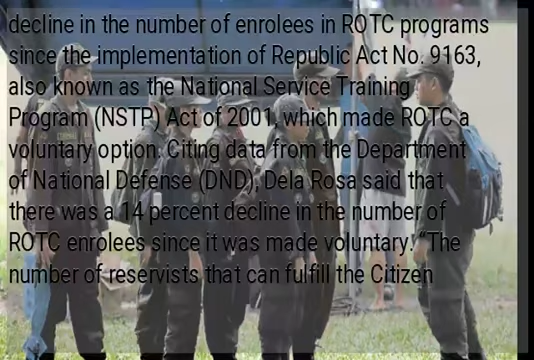 decline in the number of enrolees in ROTC programs
since the implementation of Republic Act No. 9163,
also known as the National Service Training
Program (NSTP) Act of 2001, which made ROTC a
voluntary option. Citing data from the Department
of National Defense (DND), Dela Rosa said that
there was a 14 percent decline in the number of
ROTC enrolees since it was made voluntary. “The
number of reservists that can fulfill the Citizen